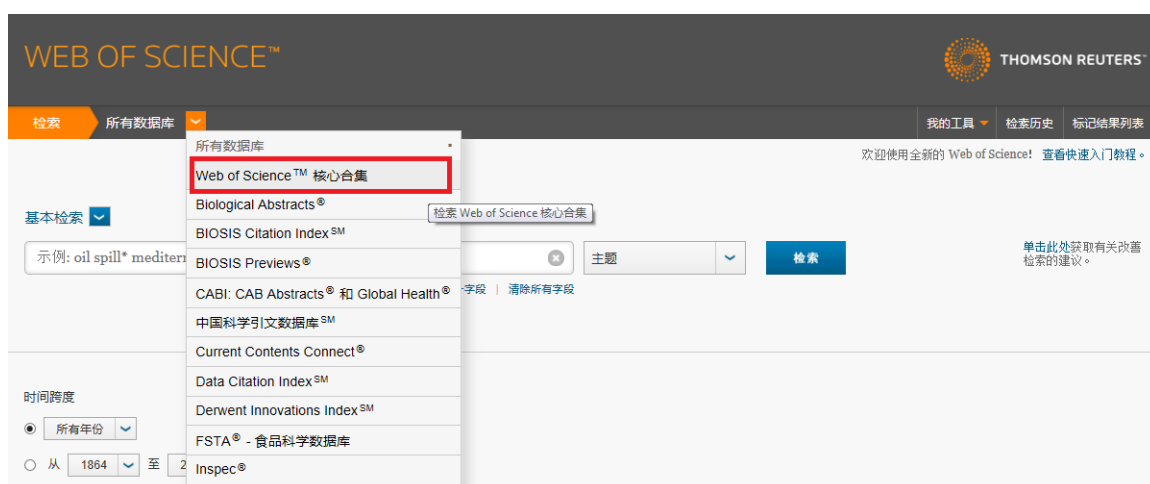 WEB OF SCIENCE™
THOMSON REUTERS™
检索 所有数据库 我的工具 检索历史 标记结果列表
所有数据库
欢迎使用全新的 Web of Science! 查看快速入门教程。
Web of Science™ 核心合集
Biological Abstracts®
检索 Web of Science 核心合集
基本检索
BIOSIS Citation Index℠
示例: oil spill* mediterr
主题
检索
单击此处获取有关改善
检索的建议。
BIOSIS Previews®
CABI: CAB Abstracts® 和 Global Health®
字段 | 清除所有字段
中国科学引文数据库℠
Current Contents Connect®
Data Citation Index℠
时间跨度
Derwent Innovations Index℠
所有年份
FSTA® - 食品科学数据库
从 1864 至 2
Inspec®